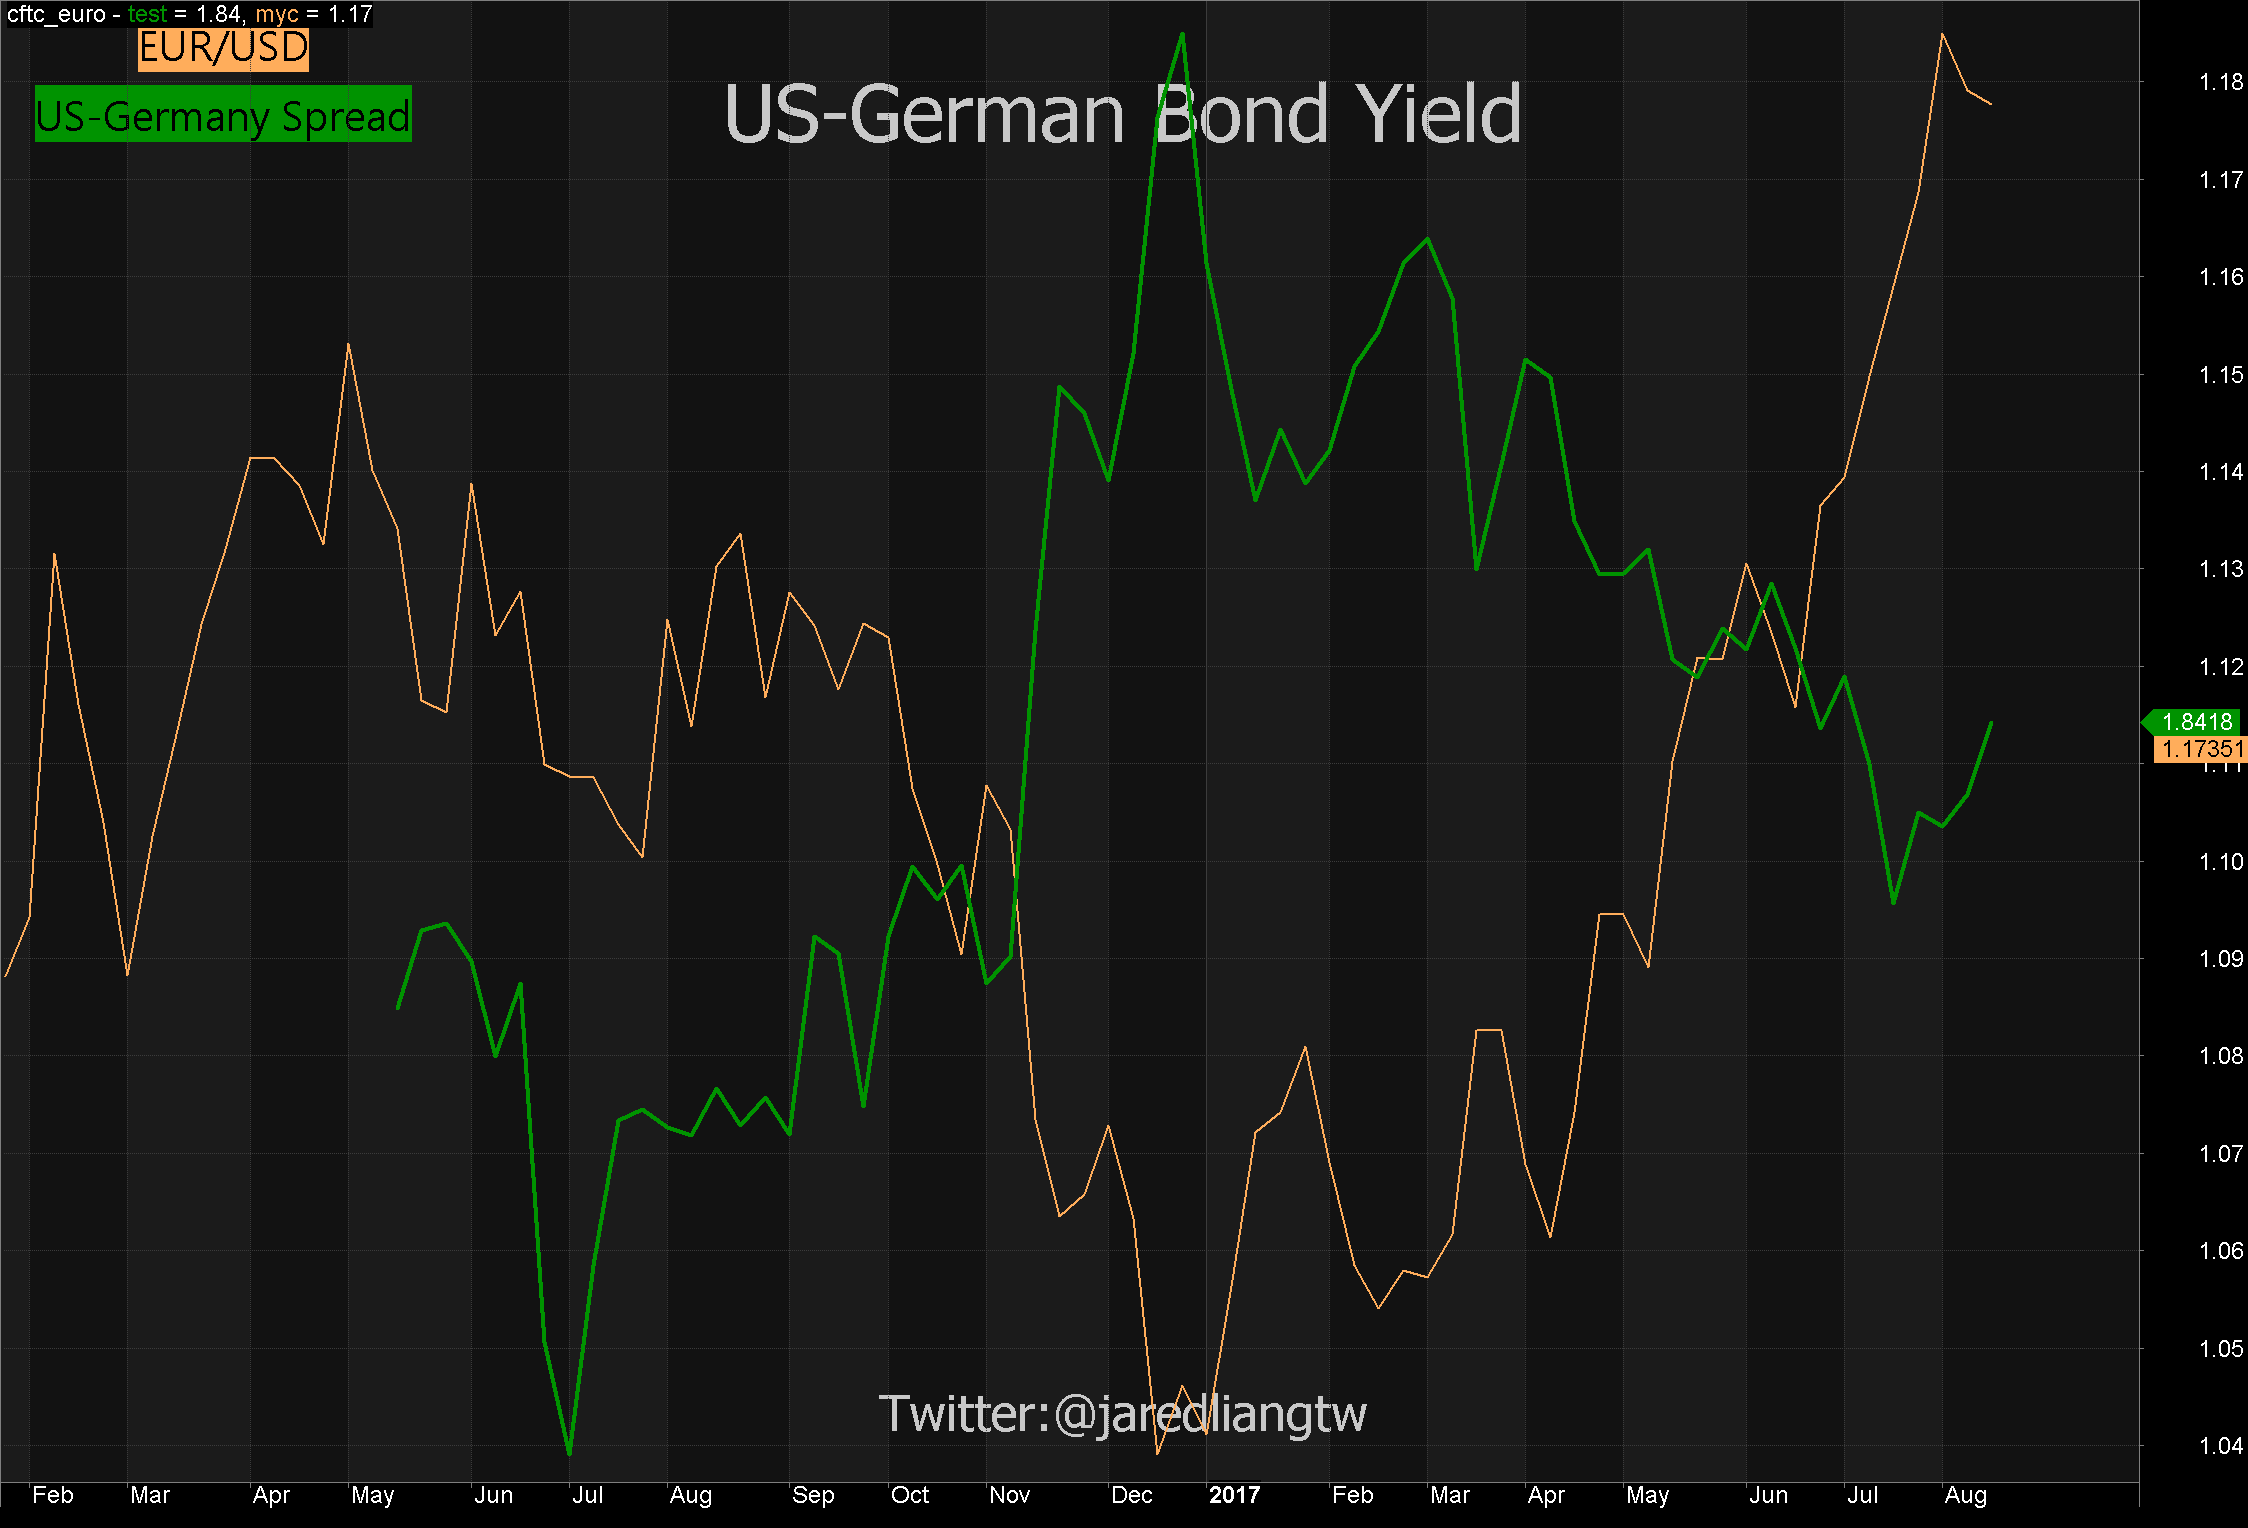 cftc_euro - test = 1.84, myc = 1.17
EUR/USD
US-Germany Spread
US-German Bond Yield
1.18
1.17
1.16
1.15
1.14
1.13
1.12
1.8418
1.17351
1.11
1.10
1.09
1.08
1.07
1.06
1.05
1.04
Twitter:@jaredliangtw
Feb Mar Apr May Jun Jul Aug Sep Oct Nov Dec 2017 Feb Mar Apr May Jun Jul Aug